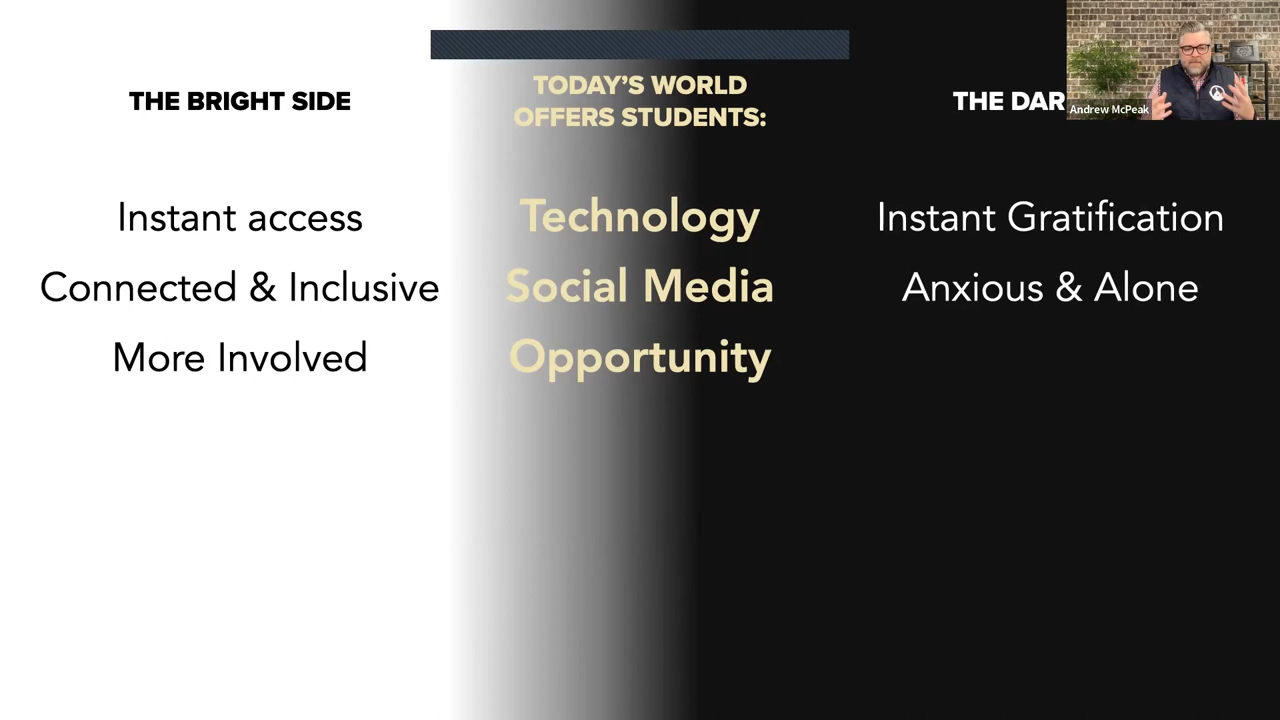 THE BRIGHT SIDE
TODAY’S WORLD
OFFERS STUDENTS:
THE DAR
Andrew McPeak
Instant access
Technology
Instant Gratification
Connected & Inclusive
Social Media
Anxious & Alone
More Involved
Opportunity